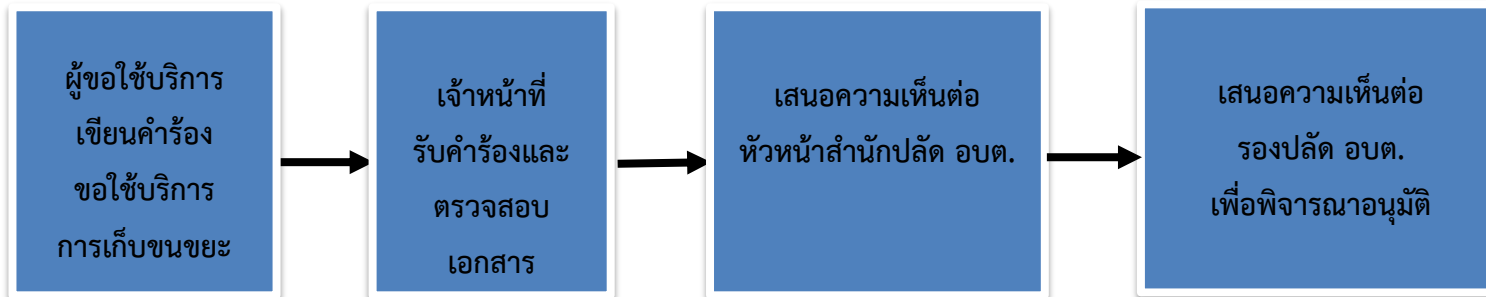 ผู้ขอใช้บริการ
เขียนคำร้อง
ขอใช้บริการ
การเก็บขนขยะ
เจ้าหน้าที่
รับคำร้องและ
ตรวจสอบ
เอกสาร
เสนอความเห็นต่อ
หัวหน้าสำนักปลัด อบต.
เสนอความเห็นต่อ
รองปลัด อบต.
เพื่อพิจารณาอนุมัติ